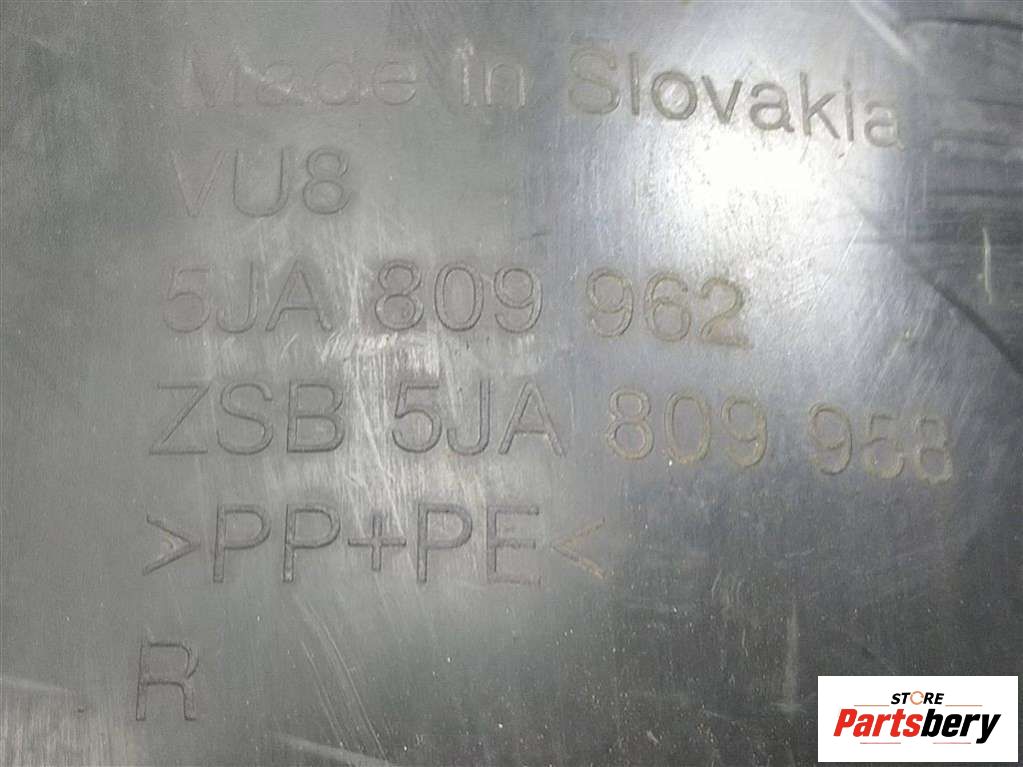 Made in Slovakia
VU8
5JA 809 962
ZSB 5JA 809 958
>PP+PE<
R
STORE
Partsbery